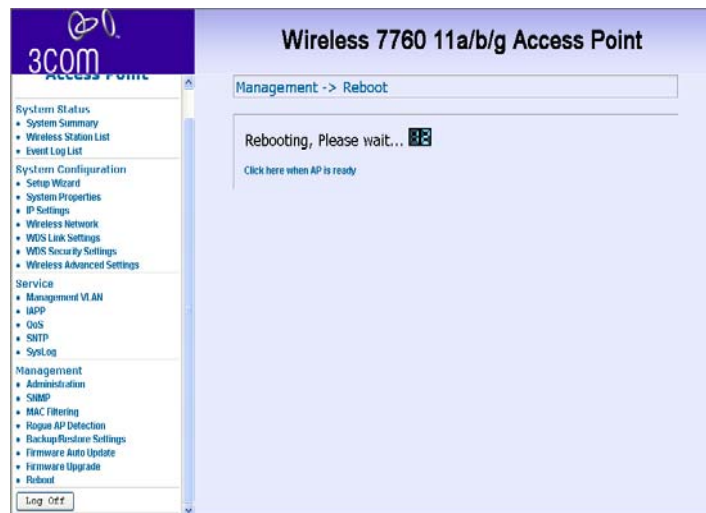 3COM
Wireless 7760 11a/b/g Access Point
Access Point
System Status
System Summary
Wireless Station List
Event Log List
System Configuration
Setup Wizard
System Properties
IP Settings
Wireless Network
WDS Link Settings
WDS Security Settings
Wireless Advanced Settings
Service
Management VLAN
IAPP
QoS
SNTP
SysLog
Management
Administration
SNMP
MAC Filtering
Rogue AP Detection
Backup/Restore Settings
Firmware Auto Update
Firmware Upgrade
Reboot
Log Off
Management -> Reboot
Rebooting, Please wait...
Click here when AP is ready